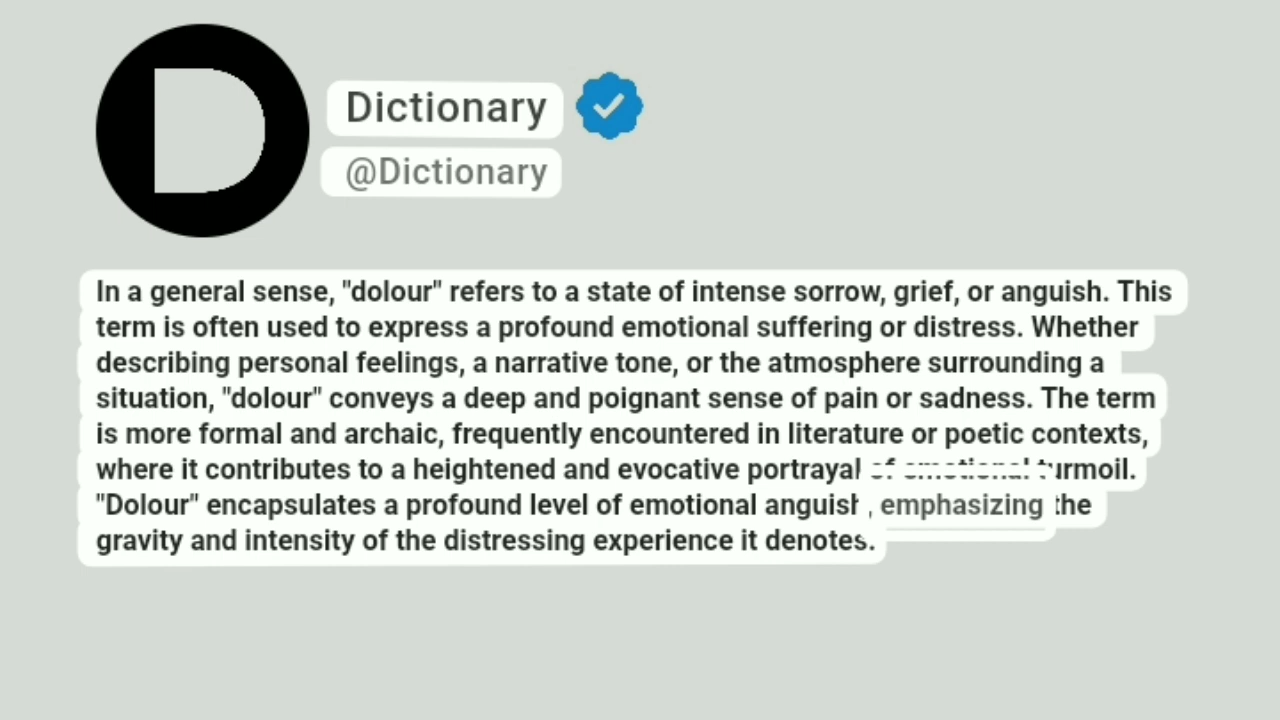 D
Dictionary
@Dictionary
In a general sense, "dolour" refers to a state of intense sorrow, grief, or anguish. This
term is often used to express a profound emotional suffering or distress. Whether
describing personal feelings, a narrative tone, or the atmosphere surrounding a
situation, "dolour" conveys a deep and poignant sense of pain or sadness. The term
is more formal and archaic, frequently encountered in literature or poetic contexts,
where it contributes to a heightened and evocative portrayal of emotional turmoil.
"Dolour" encapsulates a profound level of emotional anguish, emphasizing the
gravity and intensity of the distressing experience it denotes.